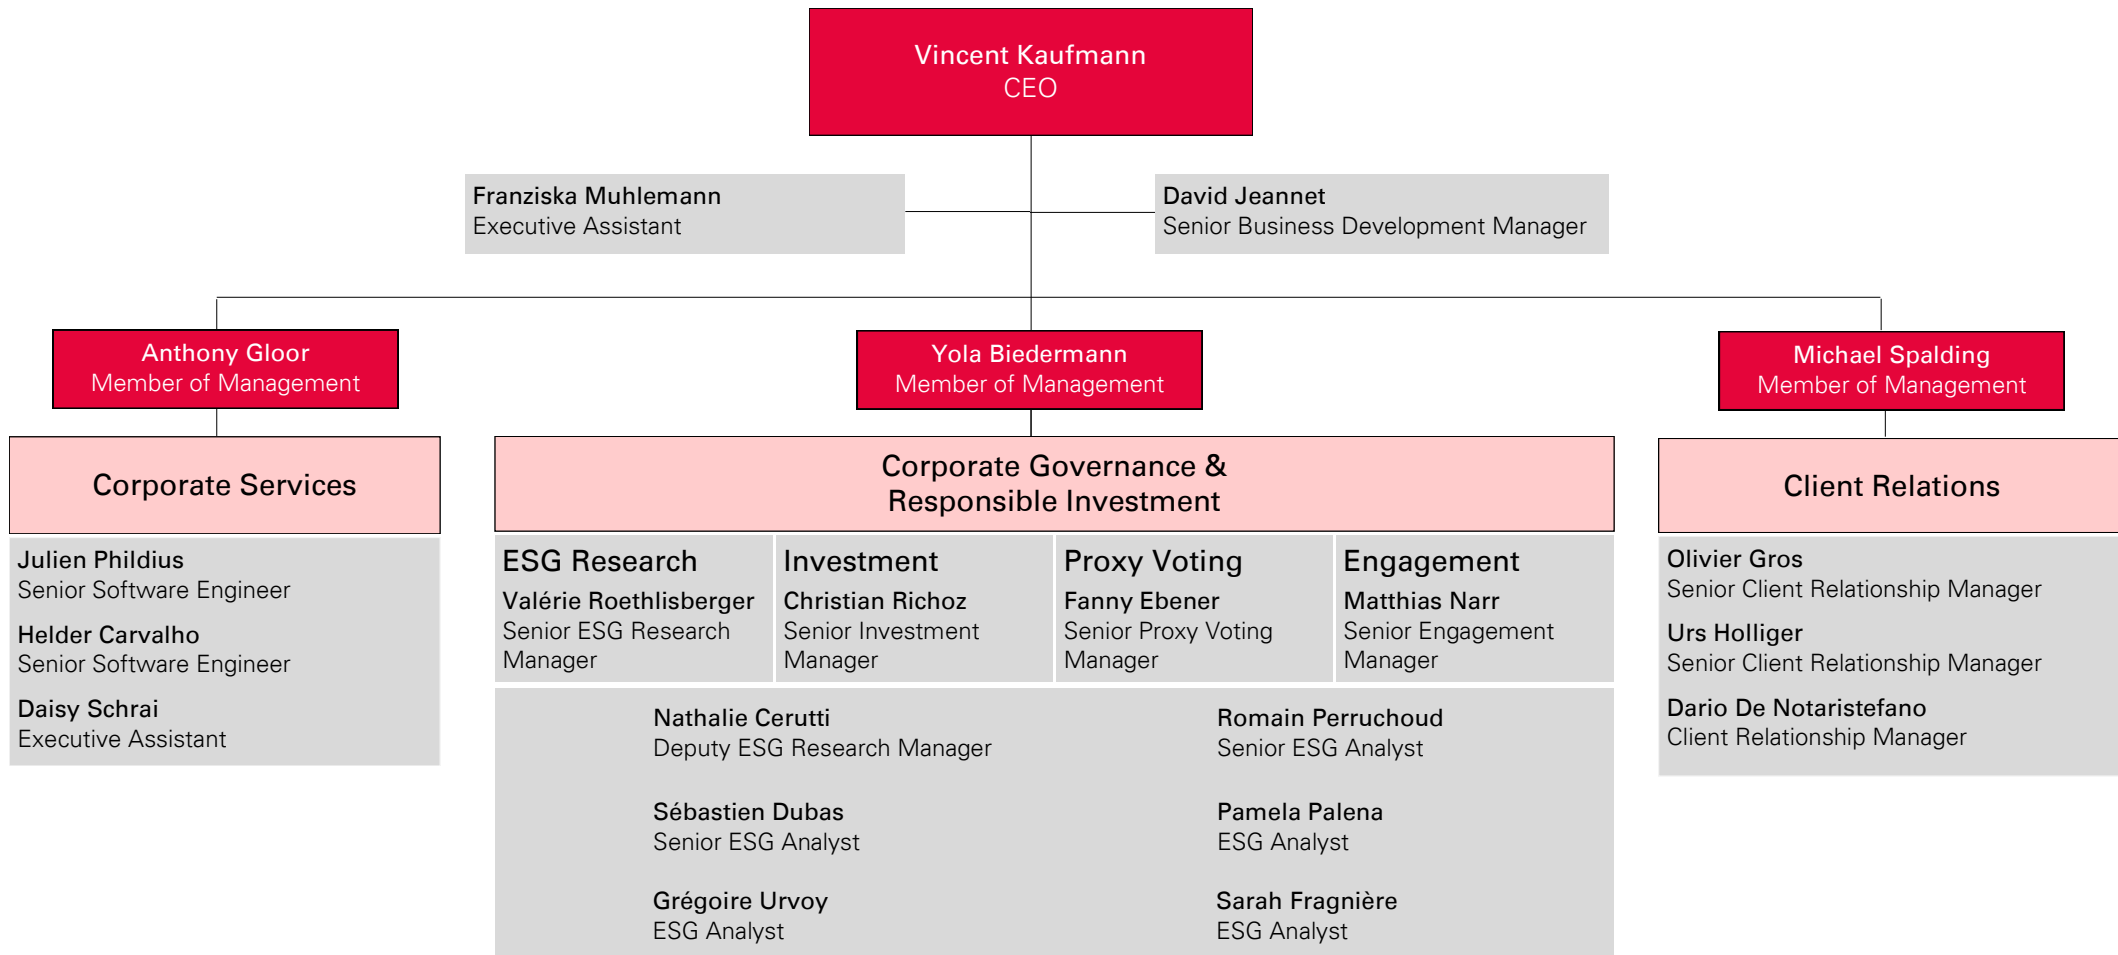 Vincent Kaufmann
CEO
Franziska Muhlemann
Executive Assistant
David Jeannet
Senior Business Development Manager
Anthony Gloor
Member of Management
Yola Biedermann
Member of Management
Michael Spalding
Member of Management
Corporate Services
Julien Phildius
Senior Software Engineer
Helder Carvalho
Senior Software Engineer
Daisy Schrai
Executive Assistant
Corporate Governance &
Responsible Investment
ESG Research
Valérie Roethlisberger
Senior ESG Research
Manager
Investment
Christian Richoz
Senior Investment
Manager
Proxy Voting
Fanny Ebener
Senior Proxy Voting
Manager
Engagement
Matthias Narr
Senior Engagement
Manager
Nathalie Cerutti
Deputy ESG Research Manager
Sébastien Dubas
Senior ESG Analyst
Grégoire Urvoy
ESG Analyst
Romain Perruchoud
Senior ESG Analyst
Pamela Palena
ESG Analyst
Sarah Fragnière
ESG Analyst
Client Relations
Olivier Gros
Senior Client Relationship Manager
Urs Holliger
Senior Client Relationship Manager
Dario De Notaristefano
Client Relationship Manager